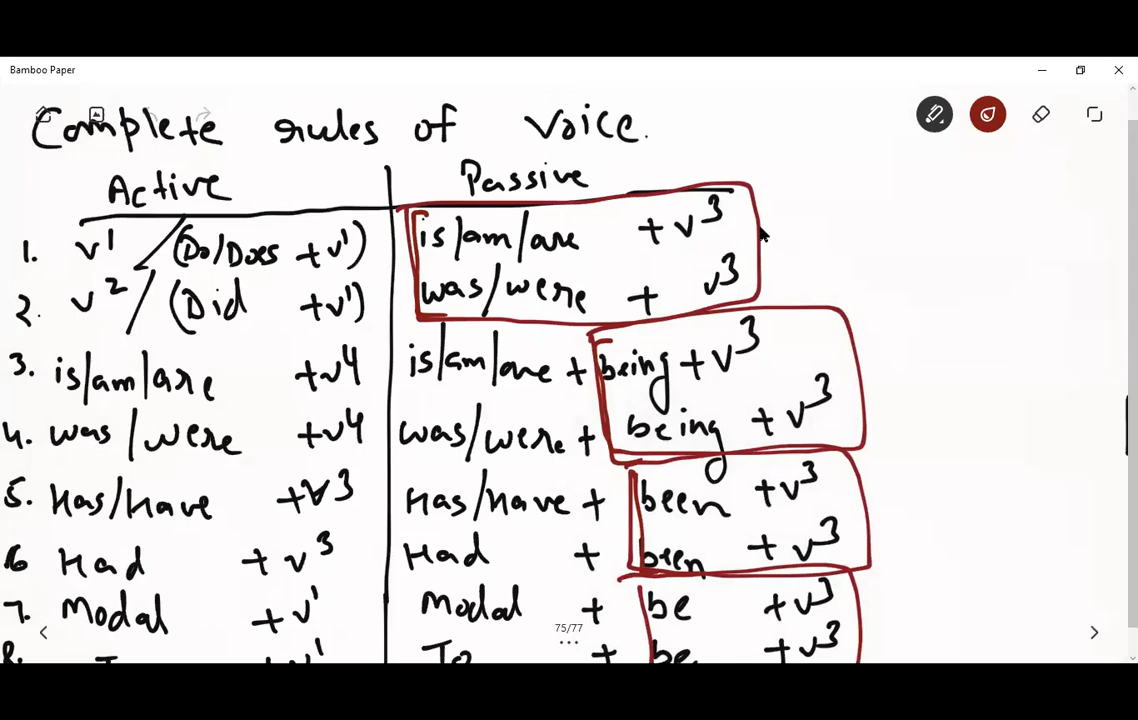 Bamboo Paper
Complete rules of Voice.
Active Passive
1. v1 / (Do/Does +v1) is/am/are + v3
2. v2 / (Did +v1) was/were + v3
3. is/am/are +v4 is/am/are + being + v3
4. was/were +v4 was/were + being + v3
5. Has/Have +v3 Has/Have + been +v3
6 Had + v3 Had + been + v3
7. Modal + v1 Modal + be +v3
75/77
8. +v1 To + be +v3